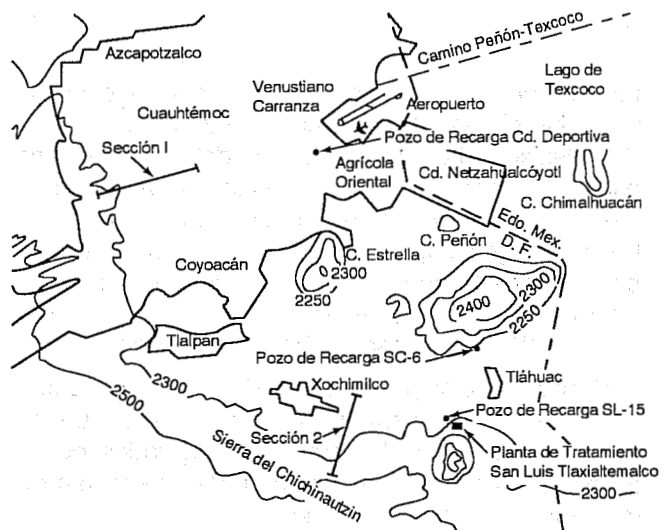 Azcapotzalco
Camino Peñón-Texcoco
Venustiano
Carranza
Lago de
Texcoco
Cuauhtémoc
Aeropuerto
Sección I
Pozo de Recarga Cd. Deportiva
Agrícola
Oriental
Cd. Netzahualcóyotl
C. Chimalhuacán
Edo. Mex.
D. F.
C. Peñón
C. Estrella
Coyoacán
2300
2250
2300
2400
2250
Tlalpan
Pozo de Recarga SC-6
2300
2500
Xochimilco
Tláhuac
Pozo de Recarga SL-15
Sección 2
Planta de Tratamiento
San Luis Tlaxialtemalco
Sierra del Chichinautzin
2300